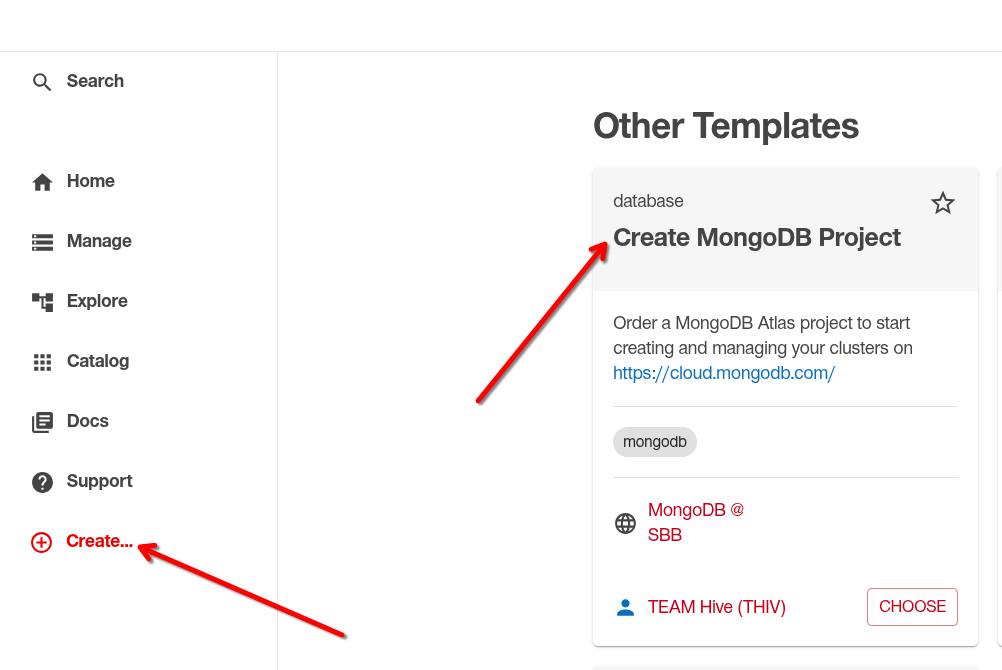 Search
Home
Manage
Explore
Catalog
Docs
Support
Create...
Other Templates
database
Create MongoDB Project
Order a MongoDB Atlas project to start
creating and managing your clusters on
https://cloud.mongodb.com/
mongodb
MongoDB @
SBB
TEAM Hive (THIV)
CHOOSE